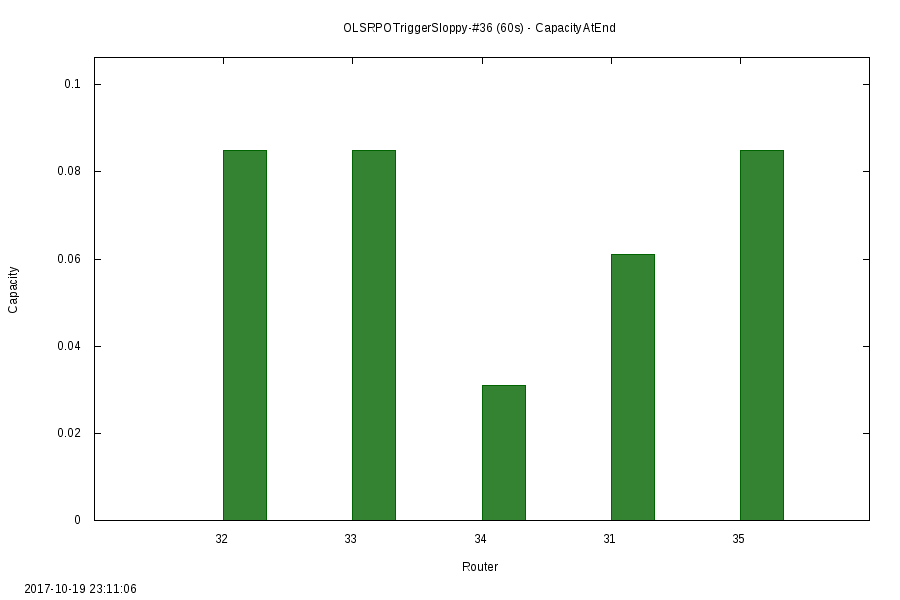 OLSRPOTriggerSloppy-#36 (60s) - CapacityAtEnd
0.1
0.08
0.06
0.04
0.02
0
Capacity
32 33 34 31 35
Router
2017-10-19 23:11:06